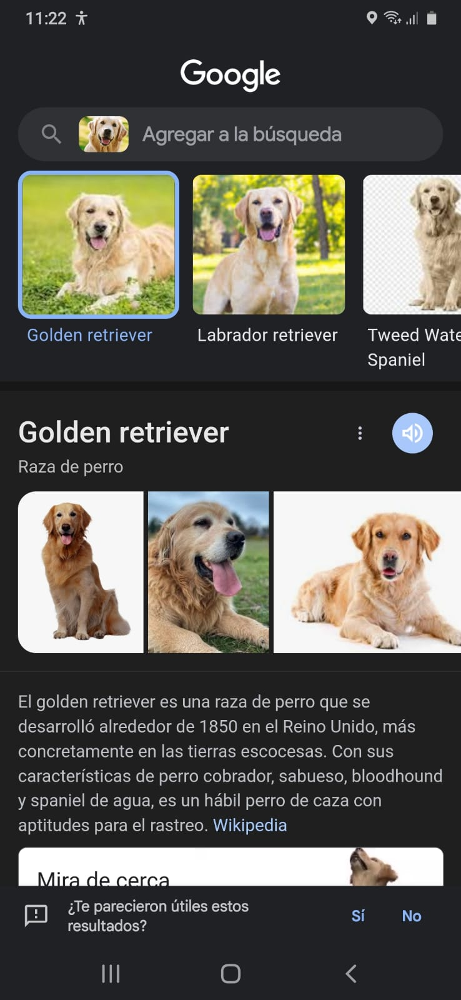 11:22
Google
Agregar a la búsqueda
Golden retriever
Labrador retriever
Tweed Wate
Spaniel
Golden retriever
Raza de perro
El golden retriever es una raza de perro que se
desarrolló alrededor de 1850 en el Reino Unido, más
concretamente en las tierras escocesas. Con sus
características de perro cobrador, sabueso, bloodhound
y spaniel de agua, es un hábil perro de caza con
aptitudes para el rastreo. Wikipedia
Mira de cerca
¿Te parecieron útiles estos
resultados?
Sí
No